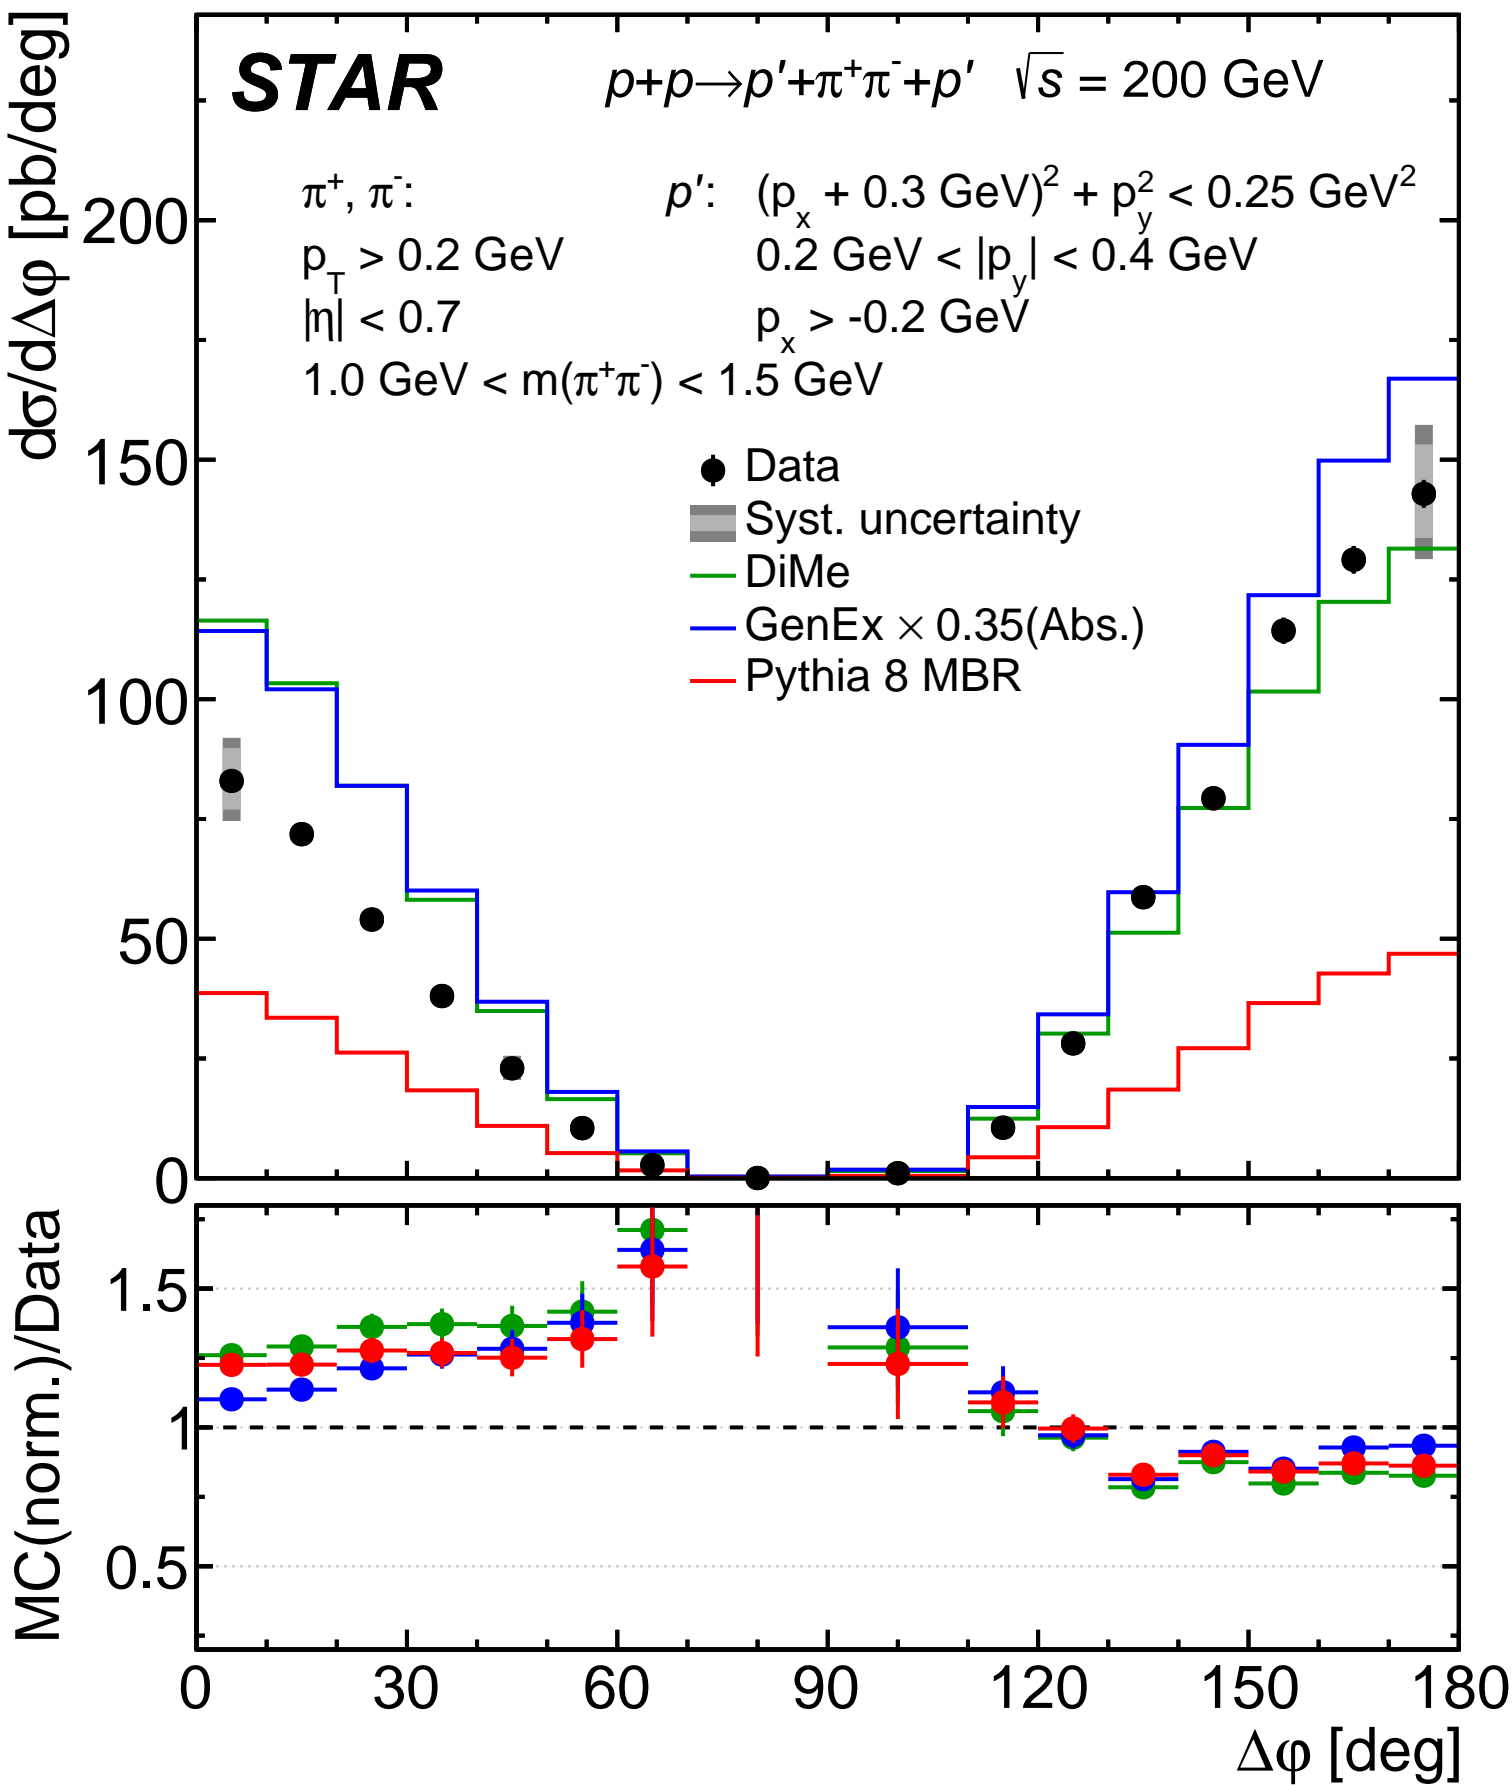 STAR p+p→p′+π⁺π⁻+p′ √s = 200 GeV
π⁺, π⁻: p′: (pₓ + 0.3 GeV)² + p_y² < 0.25 GeV²
p_T > 0.2 GeV 0.2 GeV < |p_y| < 0.4 GeV
|η| < 0.7 pₓ > -0.2 GeV
1.0 GeV < m(π⁺π⁻) < 1.5 GeV
Data
Syst. uncertainty
DiMe
GenEx × 0.35(Abs.)
Pythia 8 MBR
dσ/dΔφ [pb/deg]
200
150
100
50
0
MC(norm.)/Data
1.5
1
0.5
0 30 60 90 120 150 180
Δφ [deg]